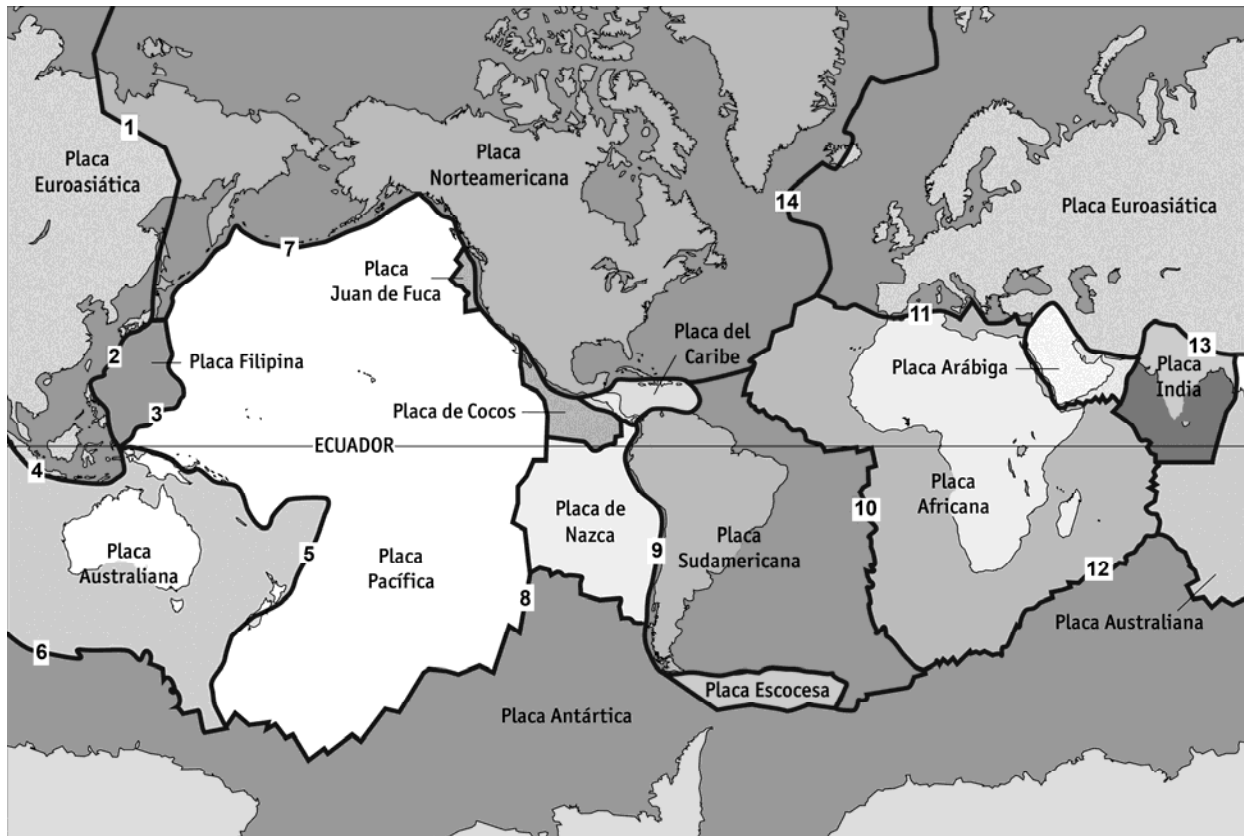 1
Placa
Euroasiática
Placa
Norteamericana
14
Placa Euroasiática
7
Placa
Juan de Fuca
11
2
Placa Filipina
Placa del
Caribe
13
Placa Arábiga
Placa
India
3
Placa de Cocos
ECUADOR
4
Placa
Africana
Placa de
Nazca
10
5
9
Placa
Sudamericana
Placa
Australiana
Placa
Pacífica
12
8
Placa Australiana
6
Placa Escocesa
Placa Antártica